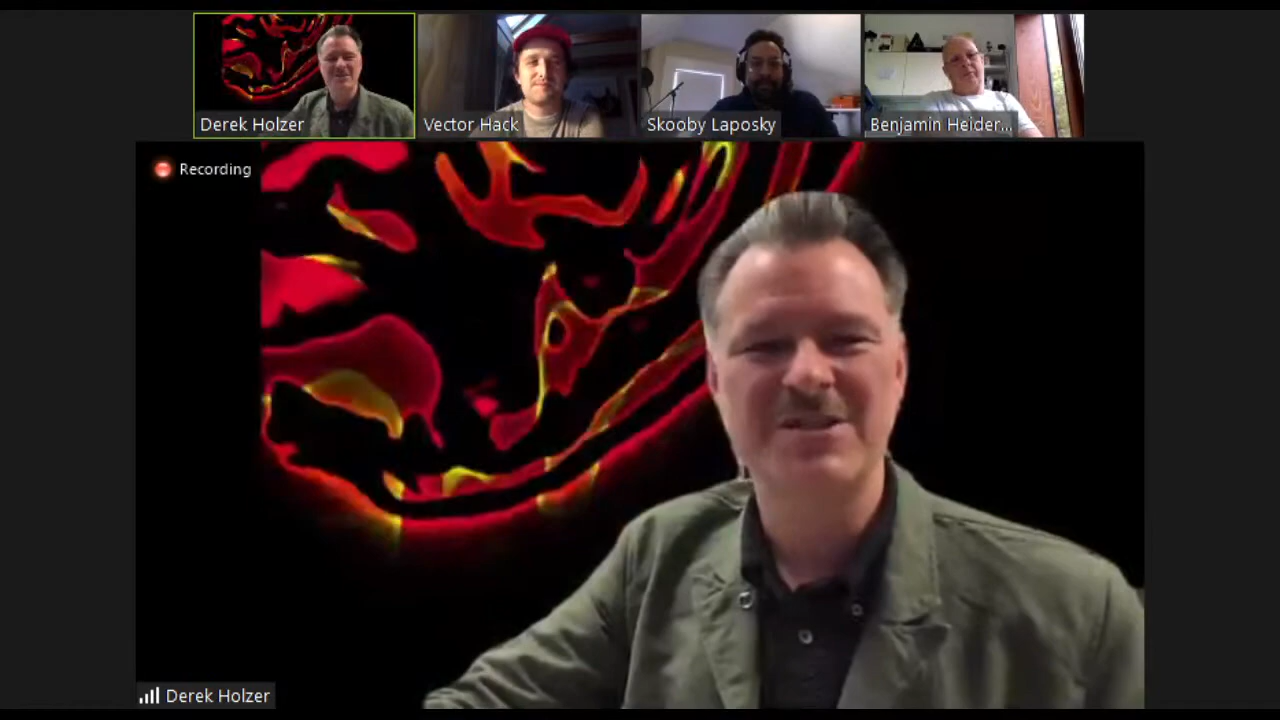 Derek Holzer
Vector Hack
Skooby Laposky
Benjamin Heider...
Recording
Derek Holzer